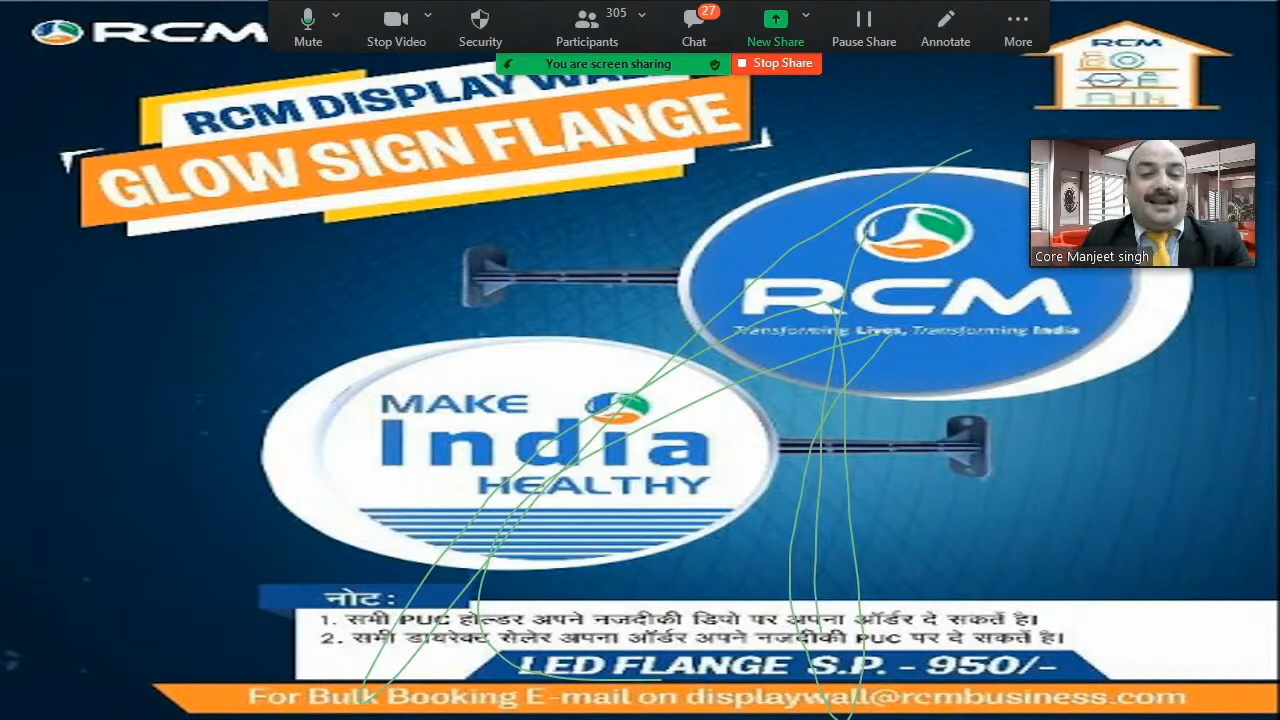 Mute
Stop Video
Security
305
Participants
27
Chat
New Share
Pause Share
Annotate
More
You are screen sharing
Stop Share
RCM
RCM
RCM DISPLAY
GLOW SIGN FLANGE
Core Manjeet singh
RCM
Transforming Lives, Transforming India
MAKE
India
HEALTHY
नोट :
1. सभी PUC होल्डर अपने नजदीकी डिपो पर अपना ऑर्डर दे सकतें है।
2. सभी डायरेक्ट सेलेर अपना ऑर्डर अपने नजदीकी PUC पर दे सकतें है।
LED FLANGE S.P. - 950/-
For Bulk Booking E-mail on displaywall@rcmbusiness.com